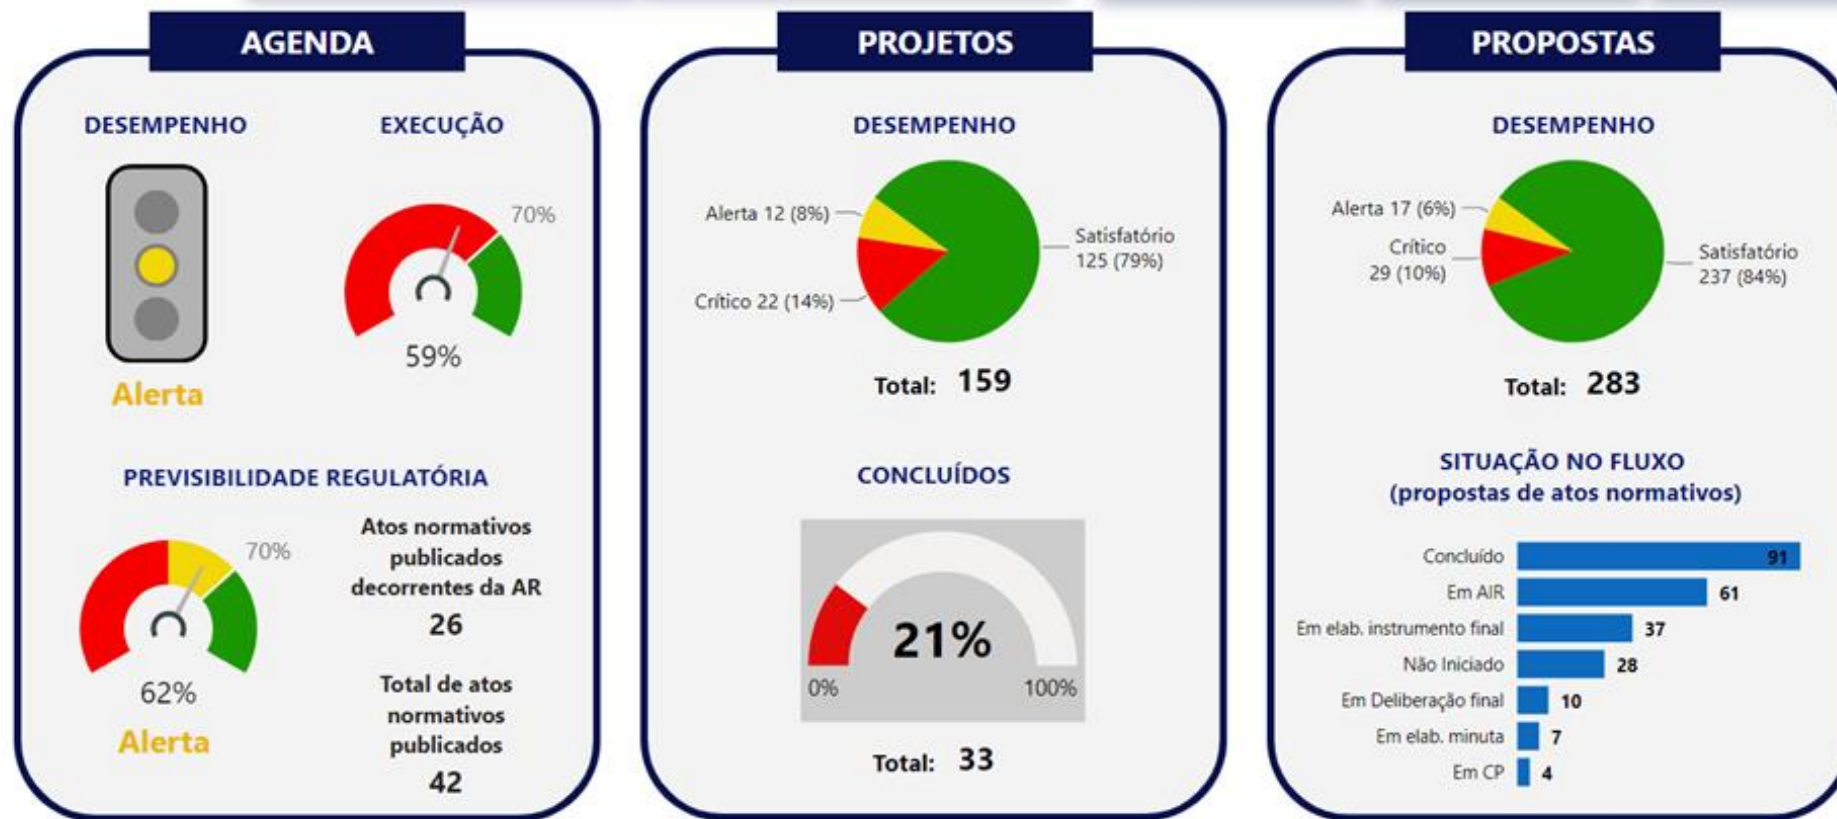 AGENDA
DESEMPENHO
EXECUÇÃO
70%
59%
Alerta
PREVISIBILIDADE REGULATÓRIA
70%
62%
Alerta
Atos normativos
publicados
decorrentes da AR
26
Total de atos
normativos
publicados
42
PROJETOS
DESEMPENHO
Alerta 12 (8%)
Satisfatório
125 (79%)
Crítico 22 (14%)
Total: 159
CONCLUÍDOS
21%
0%
100%
Total: 33
PROPOSTAS
DESEMPENHO
Alerta 17 (6%)
Crítico
29 (10%)
Satisfatório
237 (84%)
Total: 283
SITUAÇÃO NO FLUXO
(propostas de atos normativos)
Concluído 91
Em AIR 61
Em elab. instrumento final 37
Não Iniciado 28
Em Deliberação final 10
Em elab. minuta 7
Em CP 4